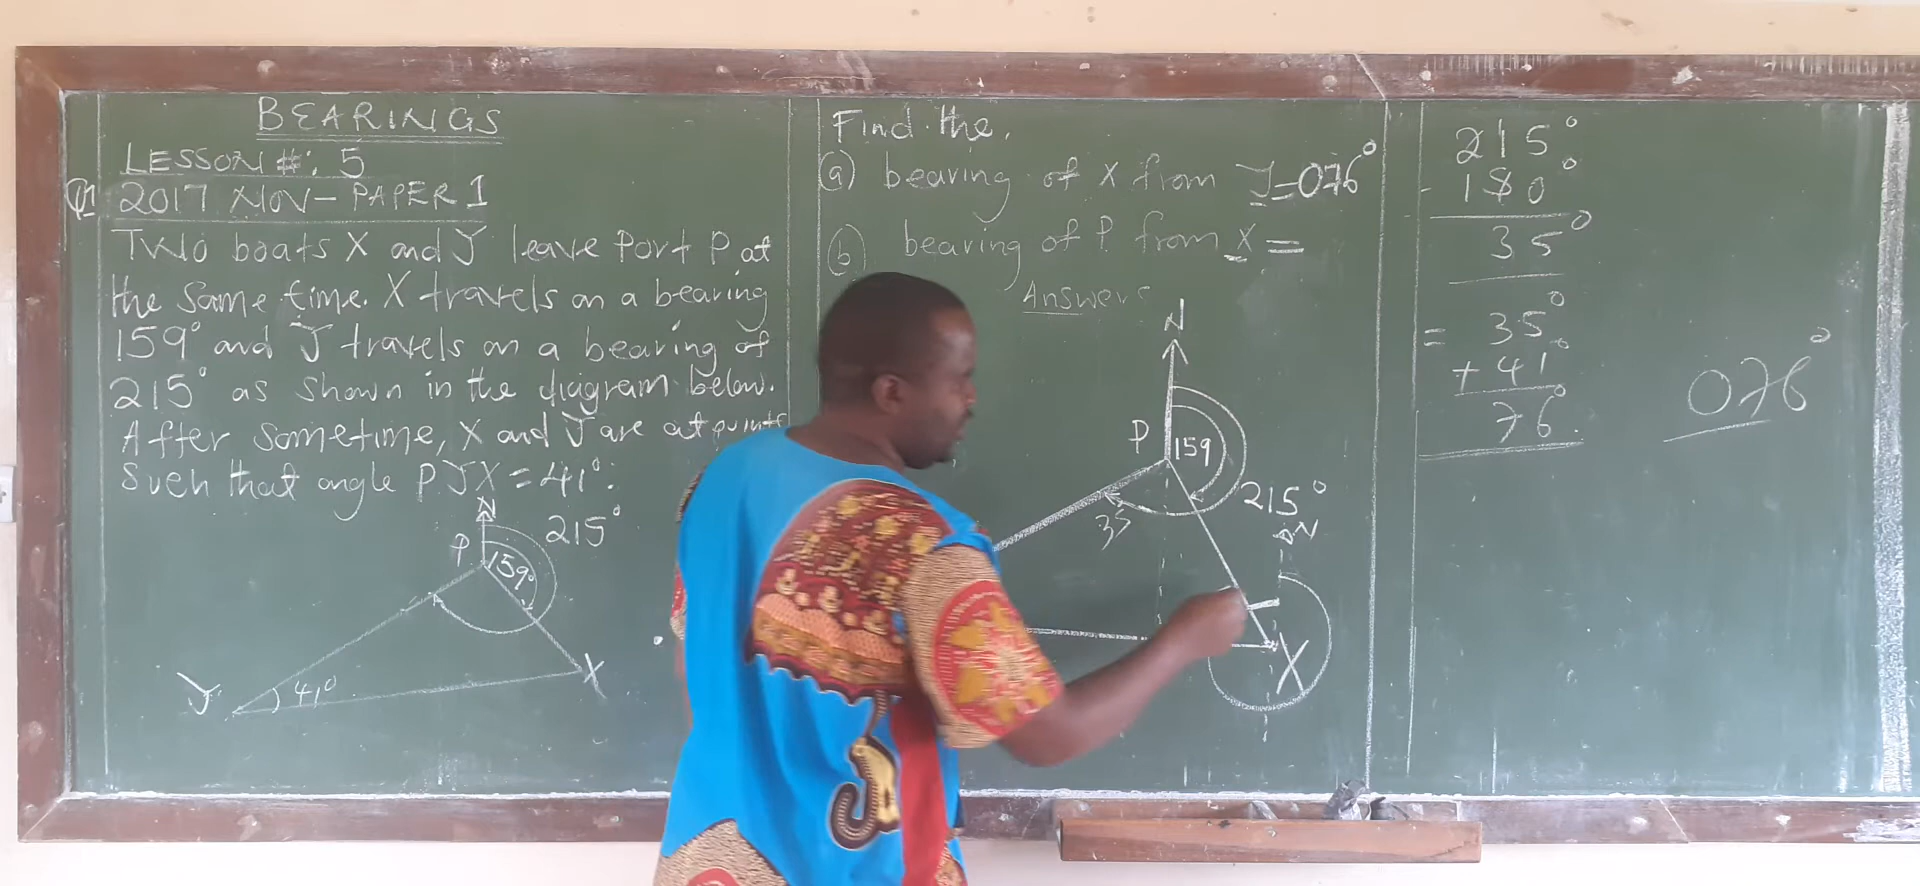 BEARINGS
LESSON #: 5
Q1 2017 NOV - PAPER 1
Two boats X and J leave Port P at
the same time. X travels on a bearing
159° and J travels on a bearing of
215° as shown in the diagram below.
After sometime, X and J are at points
such that angle PJX = 41°:
N
215°
P
159°
J
41°
X
Find the,
(a) bearing of X from J = 076°
(b) bearing of P from X =
Answers
N
P
159
215°
35
N
X
215°
- 180°
35°
= 35°
+ 41°
76°
076°